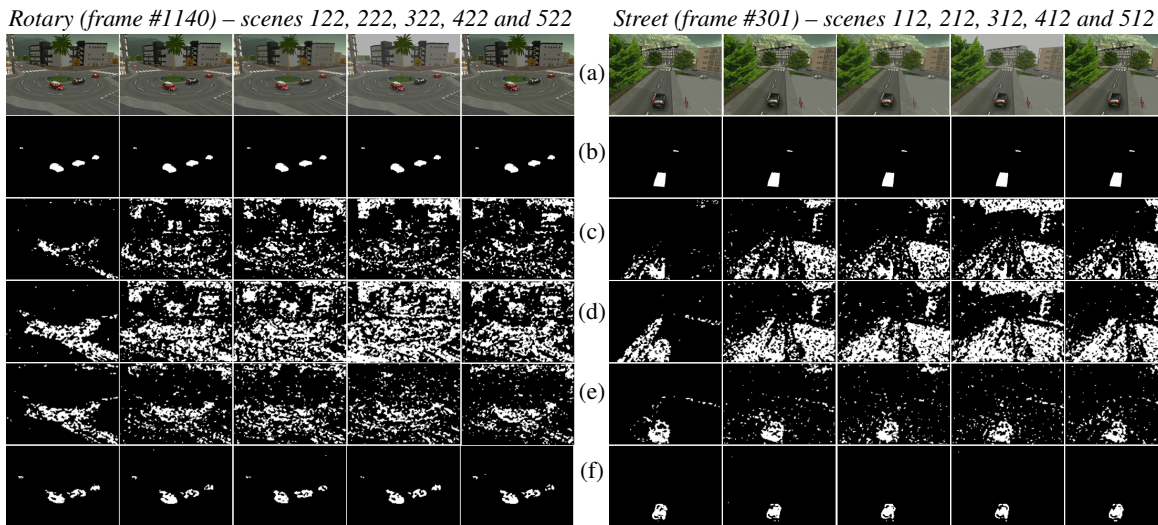 Rotary (frame #1140) – scenes 122, 222, 322, 422 and 522
Street (frame #301) – scenes 112, 212, 312, 412 and 512
(a)
(b)
(c)
(d)
(e)
(f)